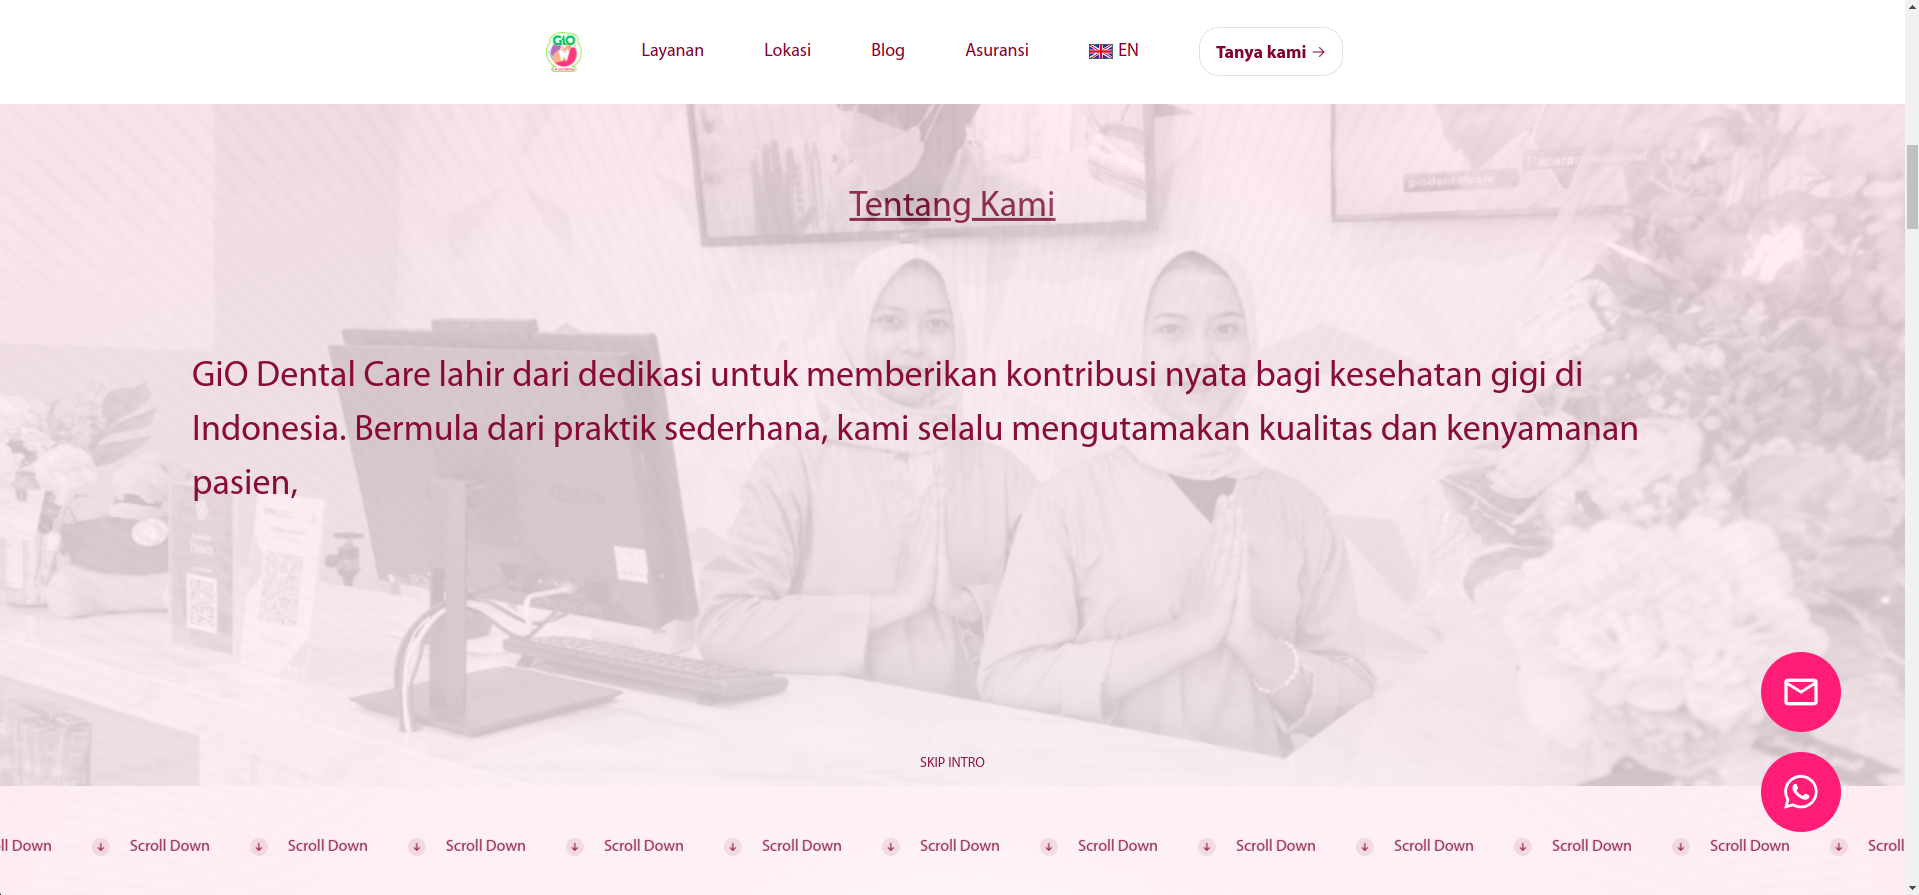 GiO
Layanan
Lokasi
Blog
Asuransi
EN
Tanya kami
giodentalcare
Tentang Kami
GiO Dental Care lahir dari dedikasi untuk memberikan kontribusi nyata bagi kesehatan gigi di
Indonesia. Bermula dari praktik sederhana, kami selalu mengutamakan kualitas dan kenyamanan
pasien,
SKIP INTRO
ll Down Scroll Down Scroll Down Scroll Down Scroll Down Scroll Down Scroll Down Scroll Down Scroll Down Scroll Down Scroll Down Scroll Down Scroll